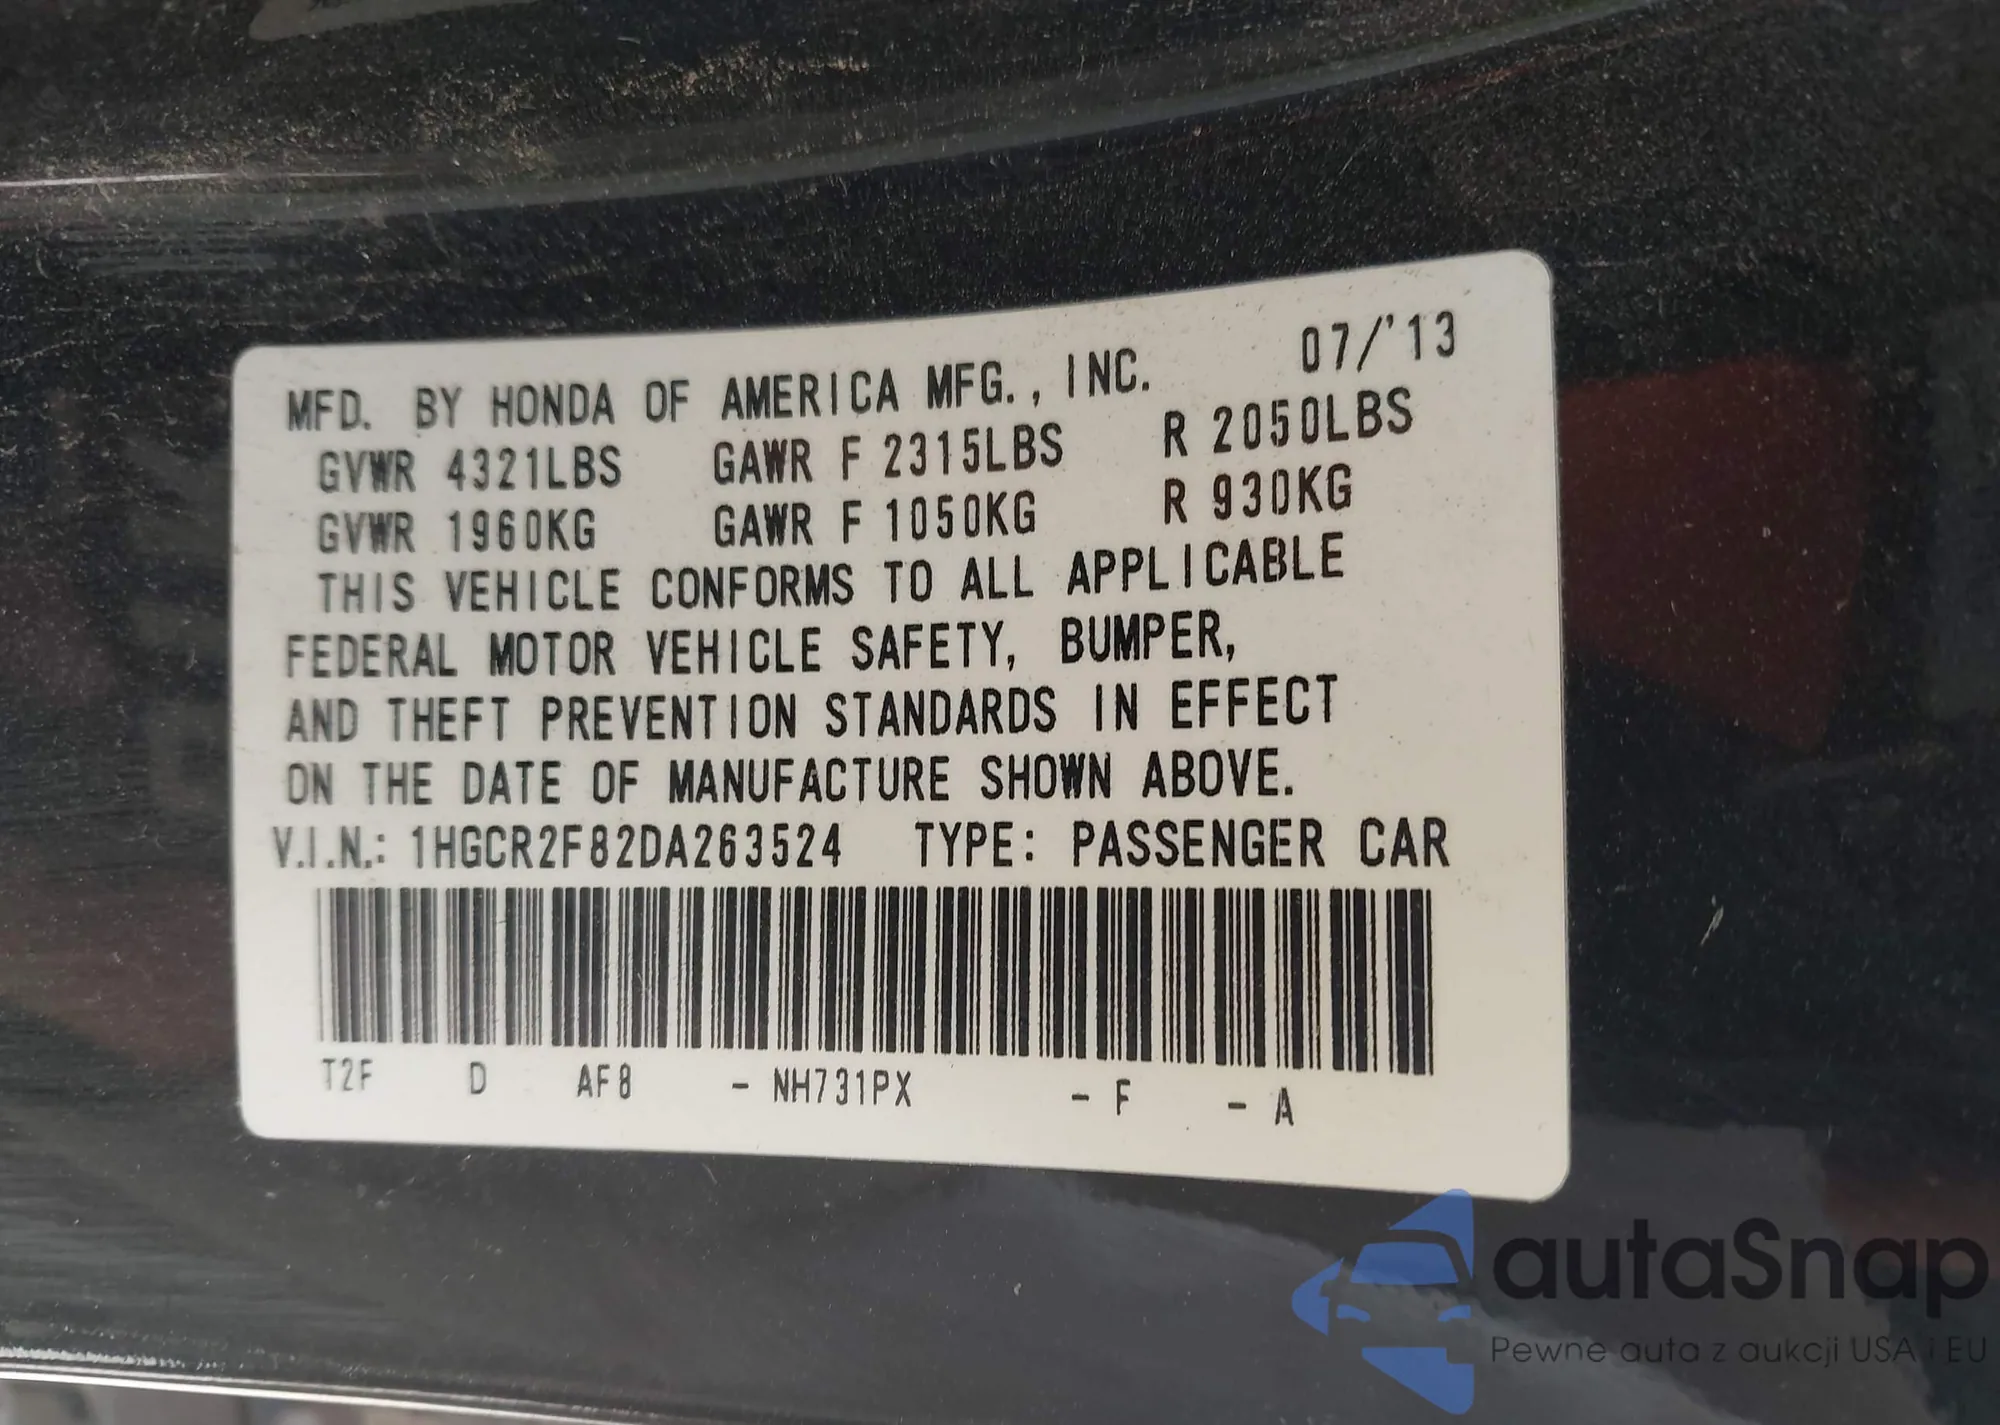 MFD. BY HONDA OF AMERICA MFG., INC. 07/'13
GVWR 4321LBS GAWR F 2315LBS R 2050LBS
GVWR 1960KG GAWR F 1050KG R 930KG
THIS VEHICLE CONFORMS TO ALL APPLICABLE
FEDERAL MOTOR VEHICLE SAFETY, BUMPER,
AND THEFT PREVENTION STANDARDS IN EFFECT
ON THE DATE OF MANUFACTURE SHOWN ABOVE.
V.I.N.: 1HGCR2F82DA263524 TYPE: PASSENGER CAR
T2F D AF8 - NH731PX - F - A
autaSnap
Pewne auta z aukcji USA i EU